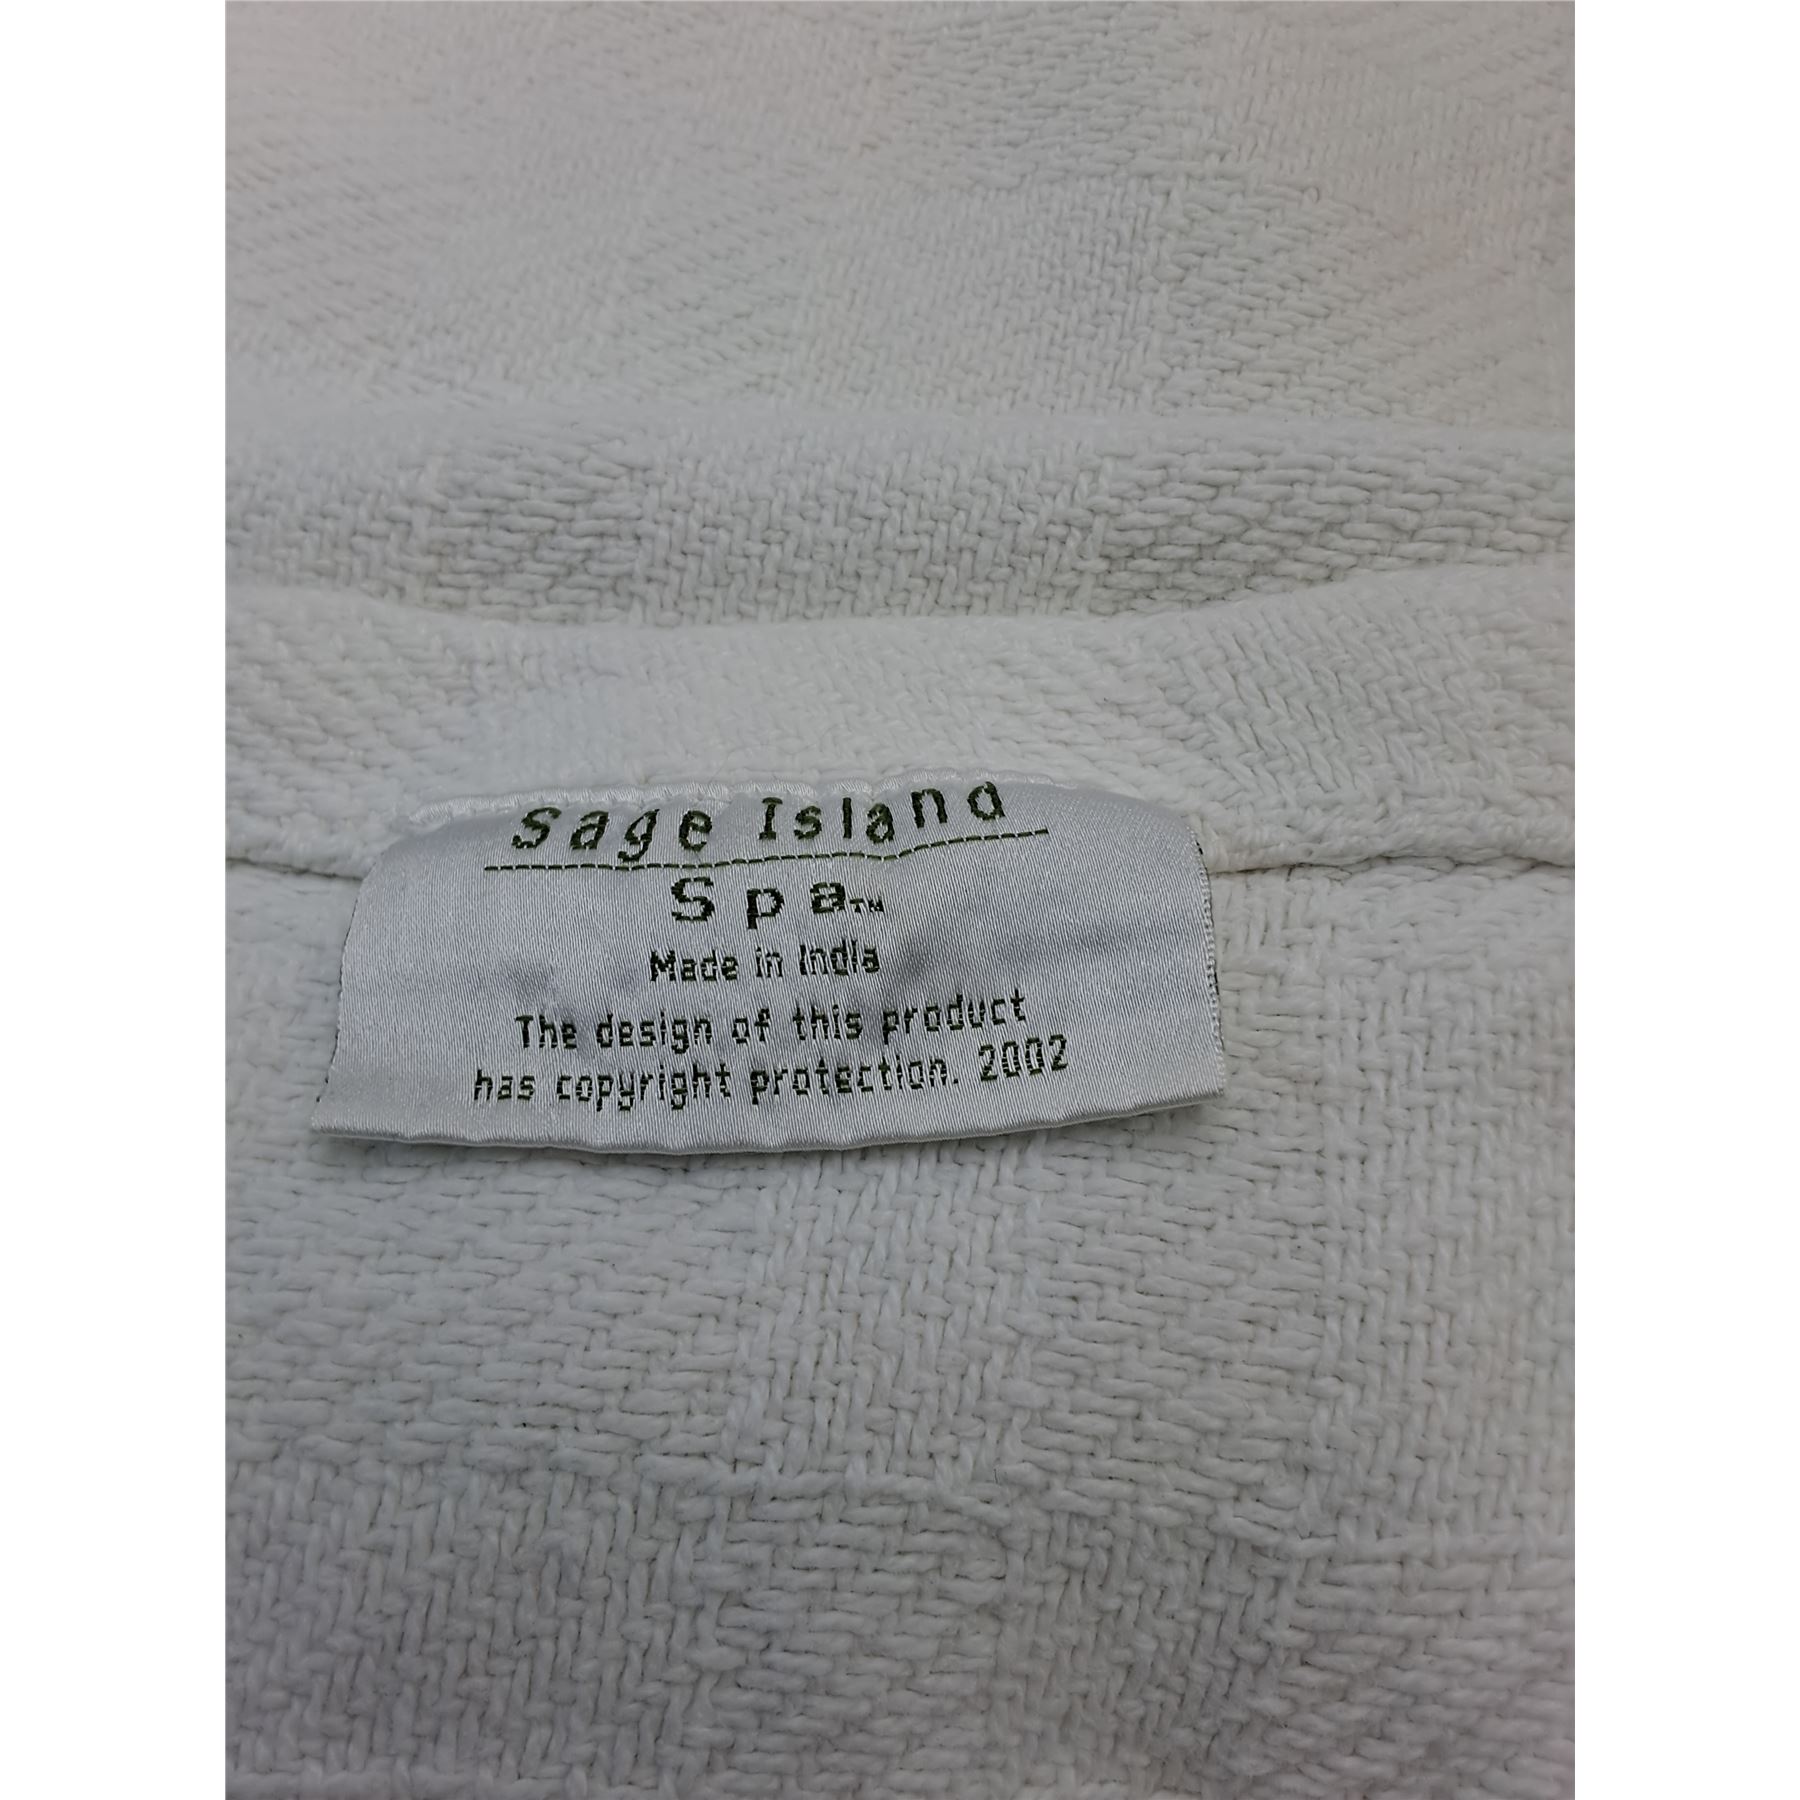 Sage Island
Spa™
Made in India
The design of this product
has copyright protection. 2002